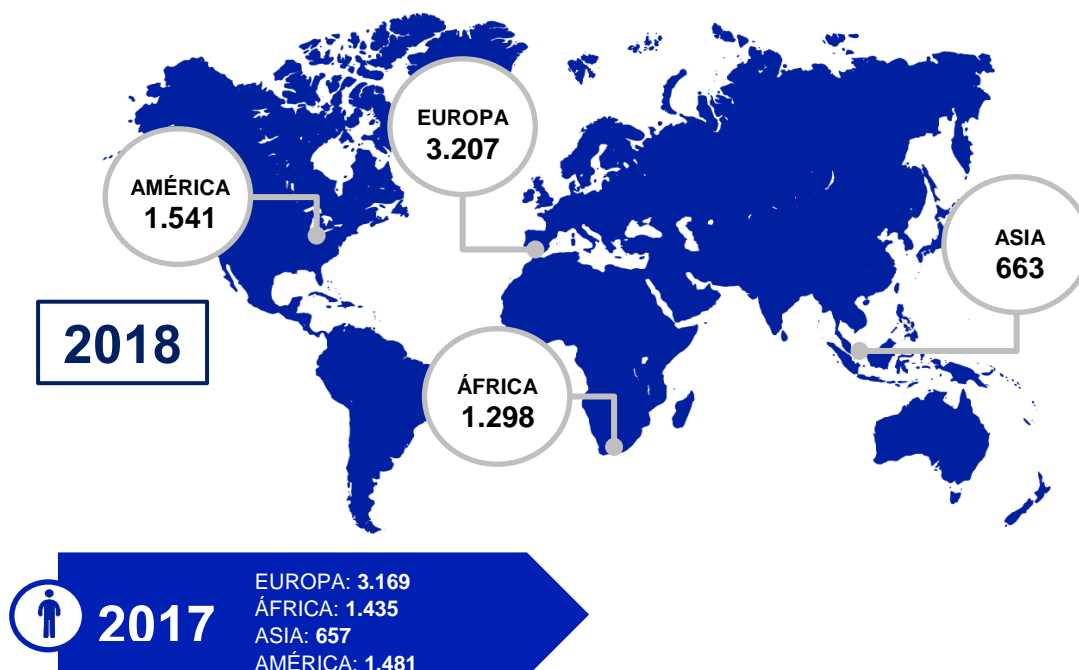 EUROPA
3.207
AMÉRICA
1.541
ASIA
663
2018
ÁFRICA
1.298
2017
EUROPA: 3.169
ÁFRICA: 1.435
ASIA: 657
AMÉRICA: 1.481